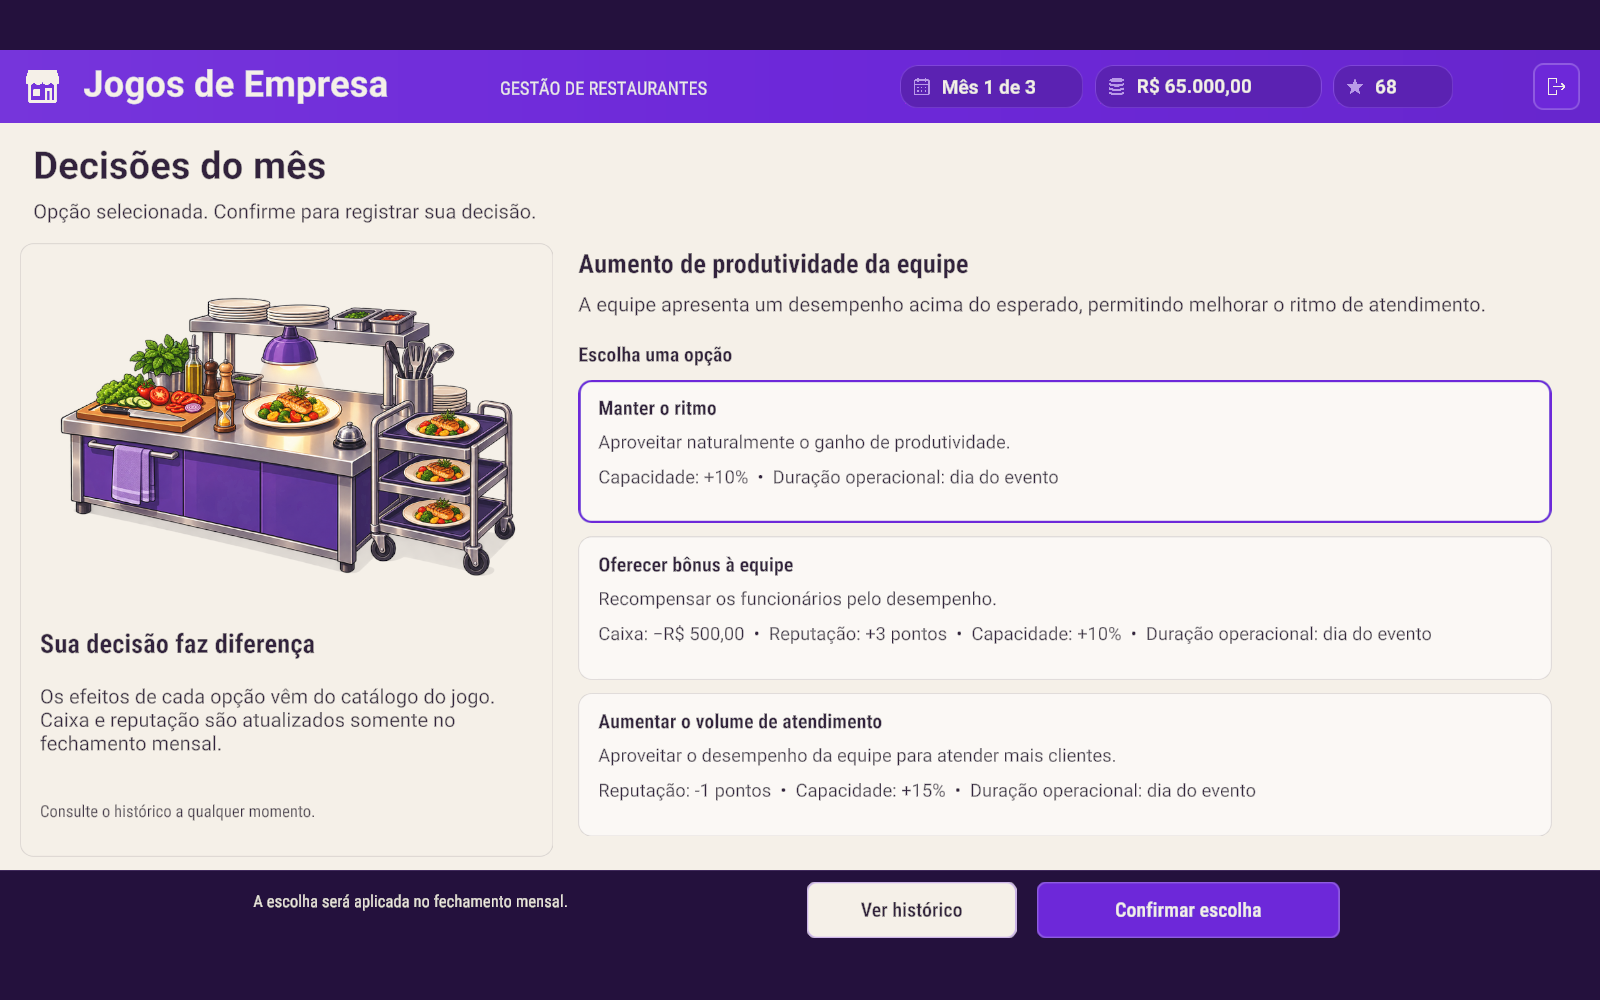 Jogos de Empresa
GESTÃO DE RESTAURANTES
Mês 1 de 3
R$ 65.000,00
68
Decisões do mês
Opção selecionada. Confirme para registrar sua decisão.
Sua decisão faz diferença
Os efeitos de cada opção vêm do catálogo do jogo.
Caixa e reputação são atualizados somente no
fechamento mensal.
Consulte o histórico a qualquer momento.
Aumento de produtividade da equipe
A equipe apresenta um desempenho acima do esperado, permitindo melhorar o ritmo de atendimento.
Escolha uma opção
Manter o ritmo
Aproveitar naturalmente o ganho de produtividade.
Capacidade: +10% • Duração operacional: dia do evento
Oferecer bônus à equipe
Recompensar os funcionários pelo desempenho.
Caixa: −R$ 500,00 • Reputação: +3 pontos • Capacidade: +10% • Duração operacional: dia do evento
Aumentar o volume de atendimento
Aproveitar o desempenho da equipe para atender mais clientes.
Reputação: -1 pontos • Capacidade: +15% • Duração operacional: dia do evento
A escolha será aplicada no fechamento mensal.
Ver histórico
Confirmar escolha